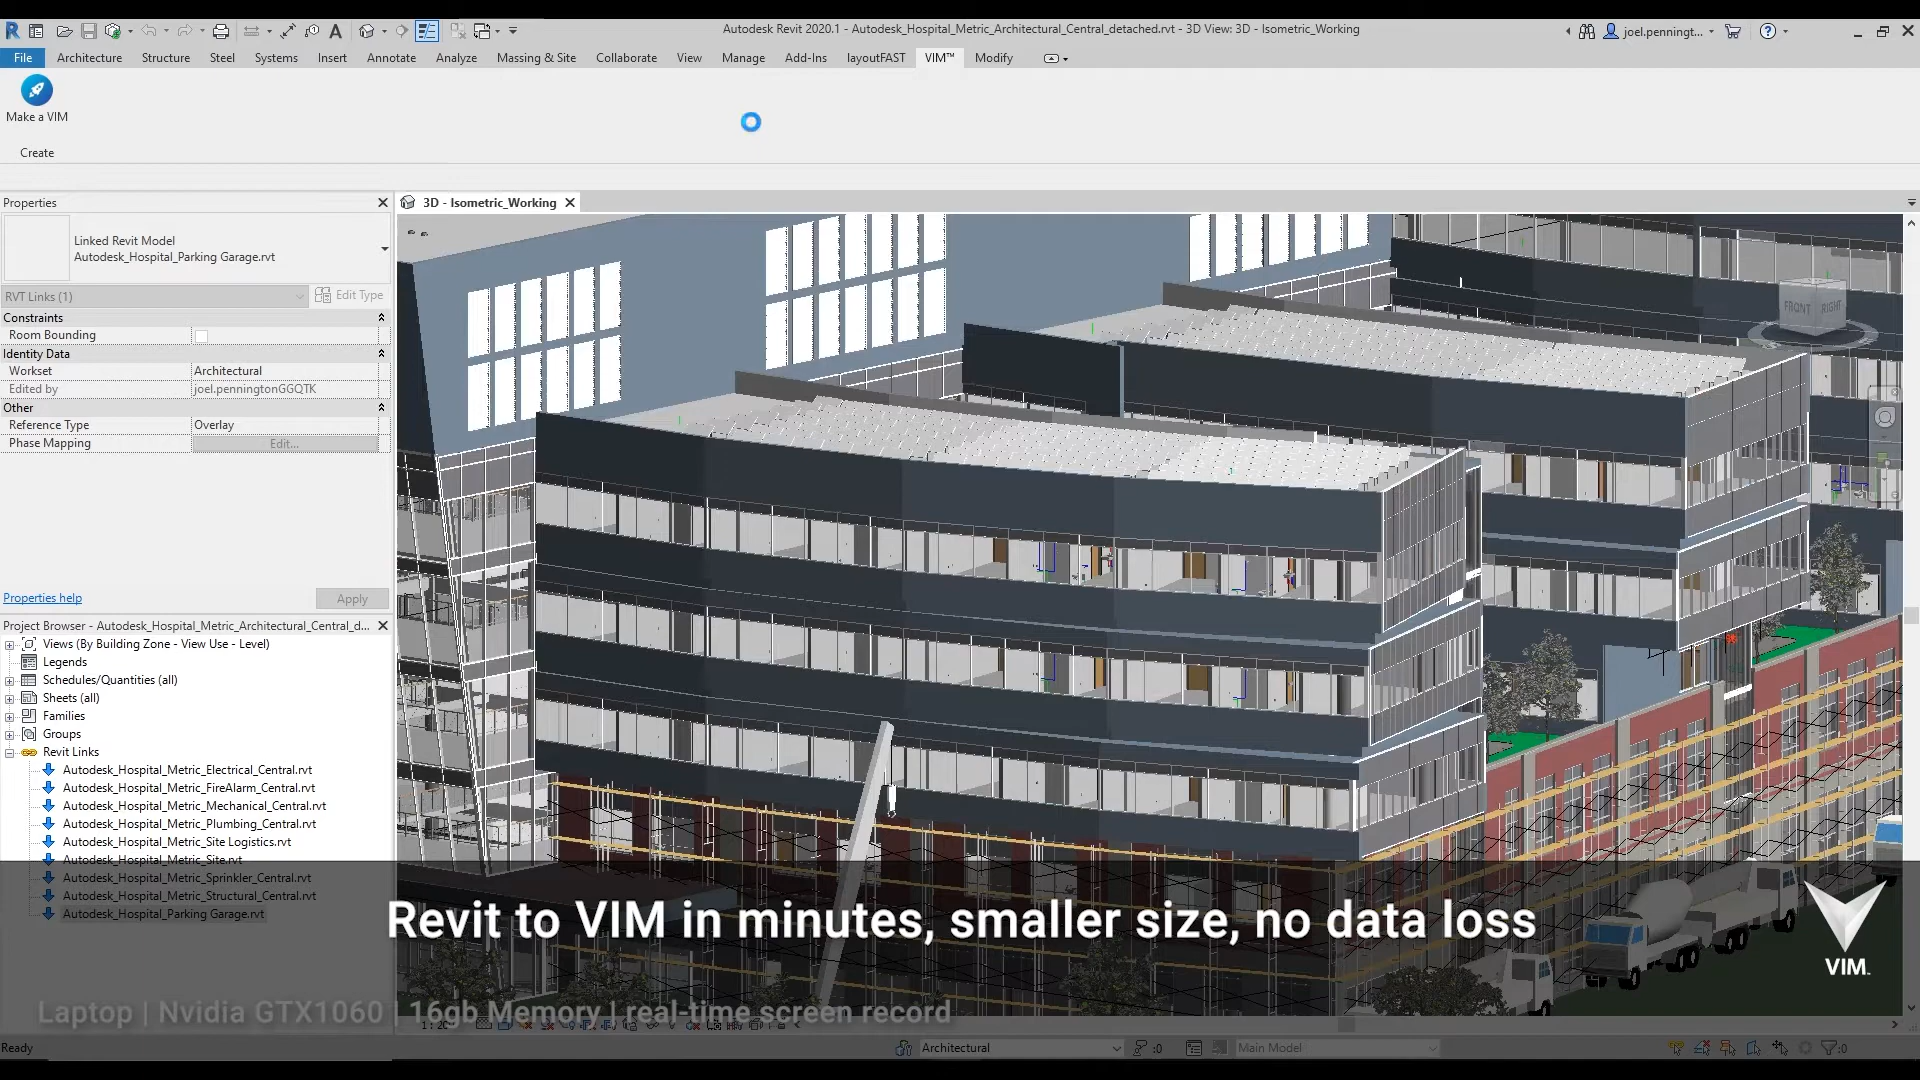 Autodesk Revit 2020.1 - Autodesk_Hospital_Metric_Architectural_Central_detached.rvt - 3D View: 3D - Isometric_Working
joel.penningt...
File Architecture Structure Steel Systems Insert Annotate Analyze Massing & Site Collaborate View Manage Add-Ins layoutFAST VIM™ Modify
Make a VIM
Create
Properties
3D - Isometric_Working
Linked Revit Model
Autodesk_Hospital_Parking Garage.rvt
RVT Links (1)
Edit Type
Constraints
Room Bounding
Identity Data
Workset Architectural
Edited by joel.penningtonGGQTK
Other
Reference Type Overlay
Phase Mapping Edit...
FRONT RIGHT
Properties help
Apply
Project Browser - Autodesk_Hospital_Metric_Architectural_Central_d...
Views (By Building Zone - View Use - Level)
Legends
Schedules/Quantities (all)
Sheets (all)
Families
Groups
Revit Links
Autodesk_Hospital_Metric_Electrical_Central.rvt
Autodesk_Hospital_Metric_FireAlarm_Central.rvt
Autodesk_Hospital_Metric_Mechanical_Central.rvt
Autodesk_Hospital_Metric_Plumbing_Central.rvt
Autodesk_Hospital_Metric_Site Logistics.rvt
Autodesk_Hospital_Metric_Site.rvt
Autodesk_Hospital_Metric_Sprinkler_Central.rvt
Autodesk_Hospital_Metric_Structural_Central.rvt
Autodesk_Hospital_Parking Garage.rvt
Revit to VIM in minutes, smaller size, no data loss
VIM.
Laptop | Nvidia GTX1060 | 16gb Memory | real-time screen record
Ready
Architectural
:0
Main Model
:0